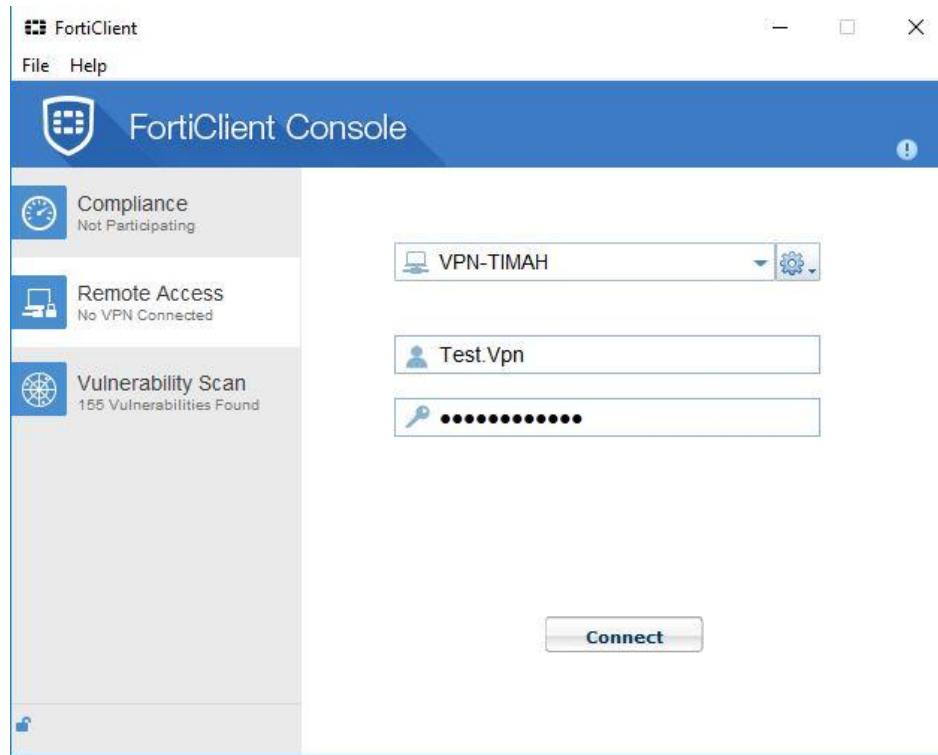 FortiClient
File Help
FortiClient Console
Compliance
Not Participating
Remote Access
No VPN Connected
Vulnerability Scan
155 Vulnerabilities Found
VPN-TIMAH
Test.Vpn
●●●●●●●●●●●●
Connect